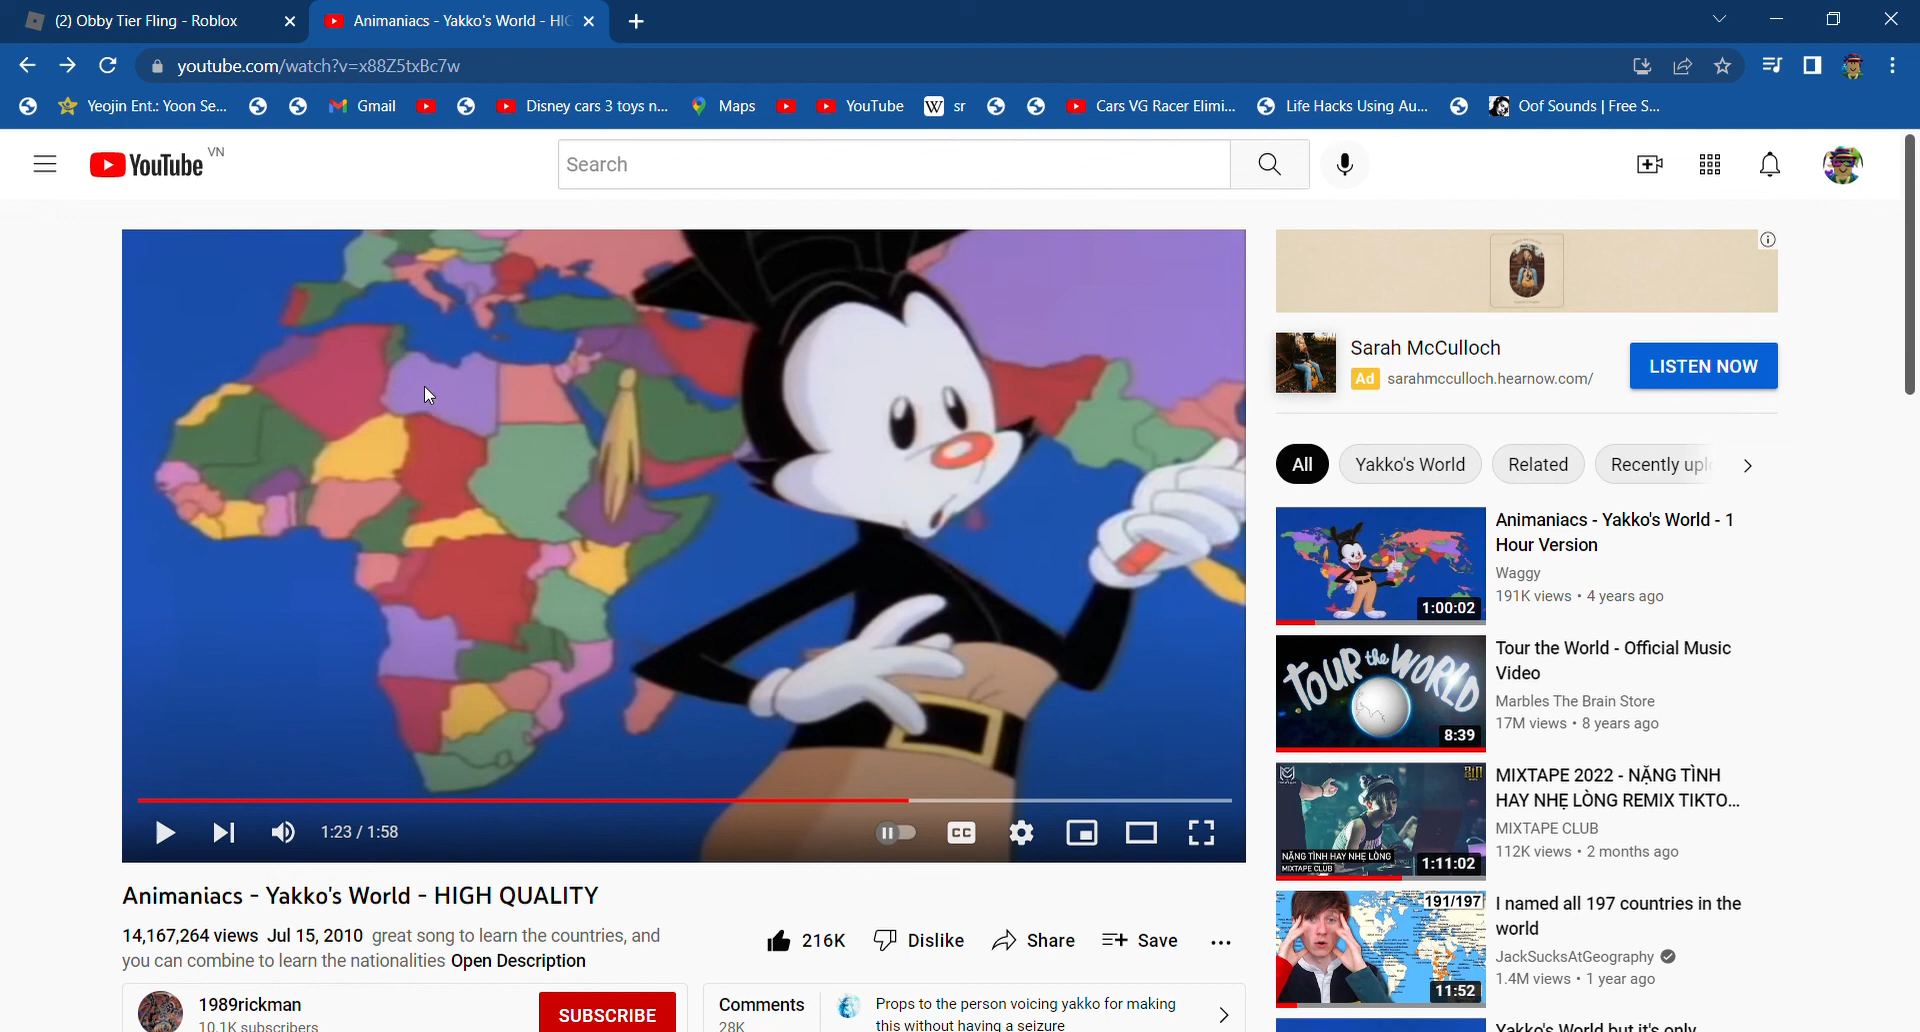 (2) Obby Tier Fling - Roblox
Animaniacs - Yakko's World - HIG
youtube.com/watch?v=x88Z5txBc7w
Yeojin Ent.: Yoon Se...
Gmail
Disney cars 3 toys n...
Maps
YouTube
W sr
Cars VG Racer Elimi...
Life Hacks Using Au...
Oof Sounds | Free S...
YouTube VN
Search
Sarah McCulloch
Ad sarahmcculloch.hearnow.com/
LISTEN NOW
All Yakko's World Related Recently upl
1:23 / 1:58
CC
Animaniacs - Yakko's World - HIGH QUALITY
14,167,264 views Jul 15, 2010 great song to learn the countries, and
you can combine to learn the nationalities Open Description
216K Dislike Share Save
1989rickman
10.1K subscribers
SUBSCRIBE
Comments
28K
Props to the person voicing yakko for making
this without having a seizure
Animaniacs - Yakko's World - 1
Hour Version
Waggy
191K views • 4 years ago
1:00:02
TOUR the WORLD
8:39
Tour the World - Official Music
Video
Marbles The Brain Store
17M views • 8 years ago
NĂNG TÌNH HAY NHẸ LÒNG
MIXTAPE CLUB
1:11:02
MIXTAPE 2022 - NẶNG TÌNH
HAY NHẸ LÒNG REMIX TIKTO...
MIXTAPE CLUB
112K views • 2 months ago
191/197
11:52
I named all 197 countries in the
world
JackSucksAtGeography
1.4M views • 1 year ago
Yakko's World but it's only